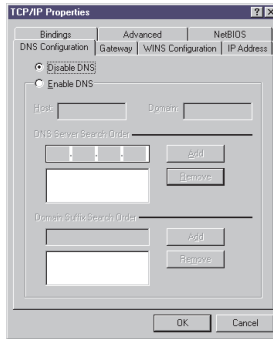 TCP/IP Properties ? X
Bindings Advanced NetBIOS
DNS Configuration Gateway WINS Configuration IP Address
Disable DNS
Enable DNS
Host: Domain:
DNS Server Search Order
Add
Remove
Domain Suffix Search Order
Add
Remove
OK Cancel